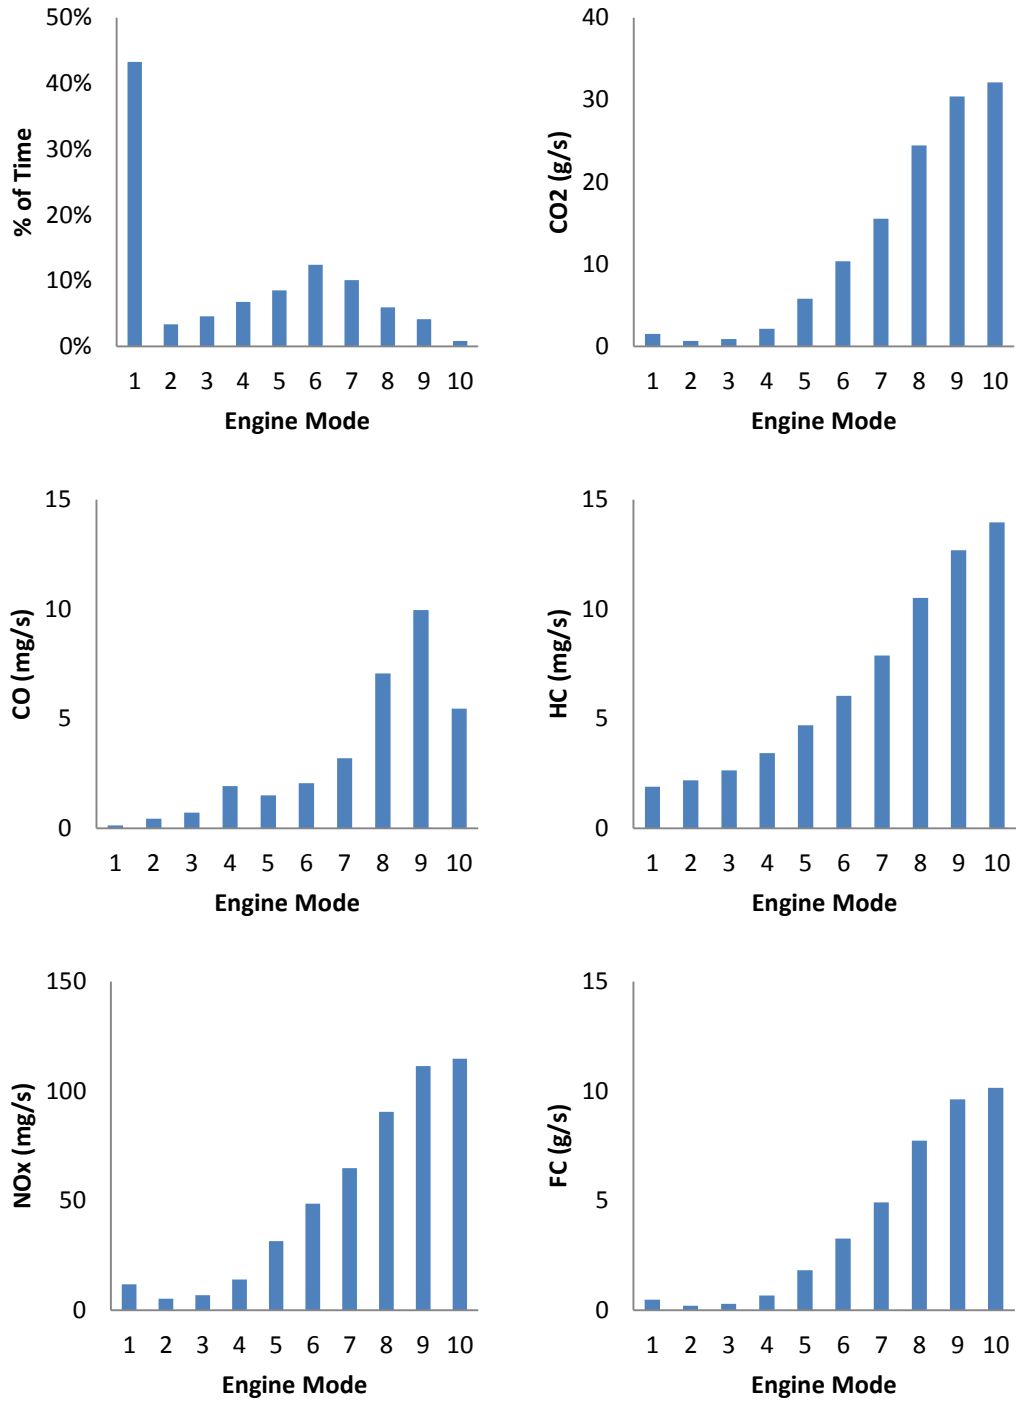 50%
40%
30%
20%
10%
0%
% of Time
1 2 3 4 5 6 7 8 9 10
Engine Mode
40
30
20
10
0
CO2 (g/s)
1 2 3 4 5 6 7 8 9 10
Engine Mode
15
10
5
0
CO (mg/s)
1 2 3 4 5 6 7 8 9 10
Engine Mode
15
10
5
0
HC (mg/s)
1 2 3 4 5 6 7 8 9 10
Engine Mode
150
100
50
0
NOx (mg/s)
1 2 3 4 5 6 7 8 9 10
Engine Mode
15
10
5
0
FC (g/s)
1 2 3 4 5 6 7 8 9 10
Engine Mode